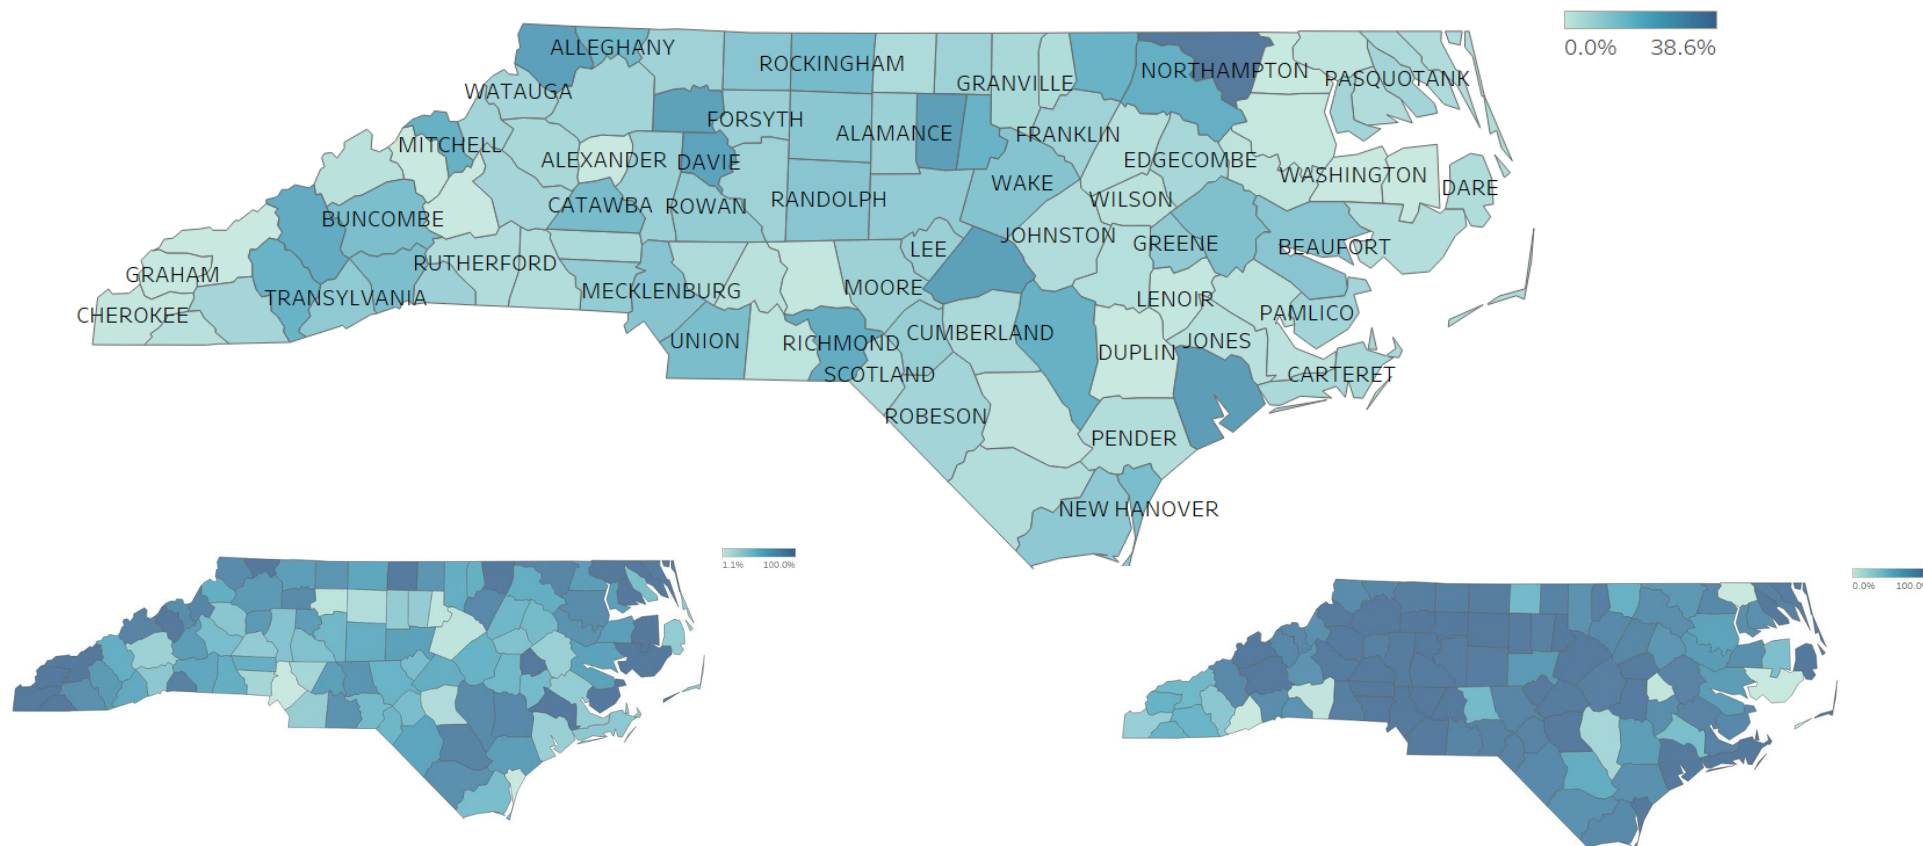 0.0% 38.6%
ALLEGHANY
ROCKINGHAM
NORTHAMPTON
PASQUOTANK
GRANVILLE
WATAUGA
FORSYTH
ALAMANCE
FRANKLIN
MITCHELL
ALEXANDER
DAVIE
EDGECOMBE
WASHINGTON
DARE
WAKE
CATAWBA
ROWAN
RANDOLPH
WILSON
BUNCOMBE
JOHNSTON
GREENE
BEAUFORT
LEE
RUTHERFORD
GRAHAM
MECKLENBURG
MOORE
TRANSYLVANIA
LENOIR
CHEROKEE
PAMLICO
UNION
RICHMOND
CUMBERLAND
JONES
DUPLIN
SCOTLAND
CARTERET
ROBESON
PENDER
NEW HANOVER
1.1% 100.0%
0.0% 100.0%